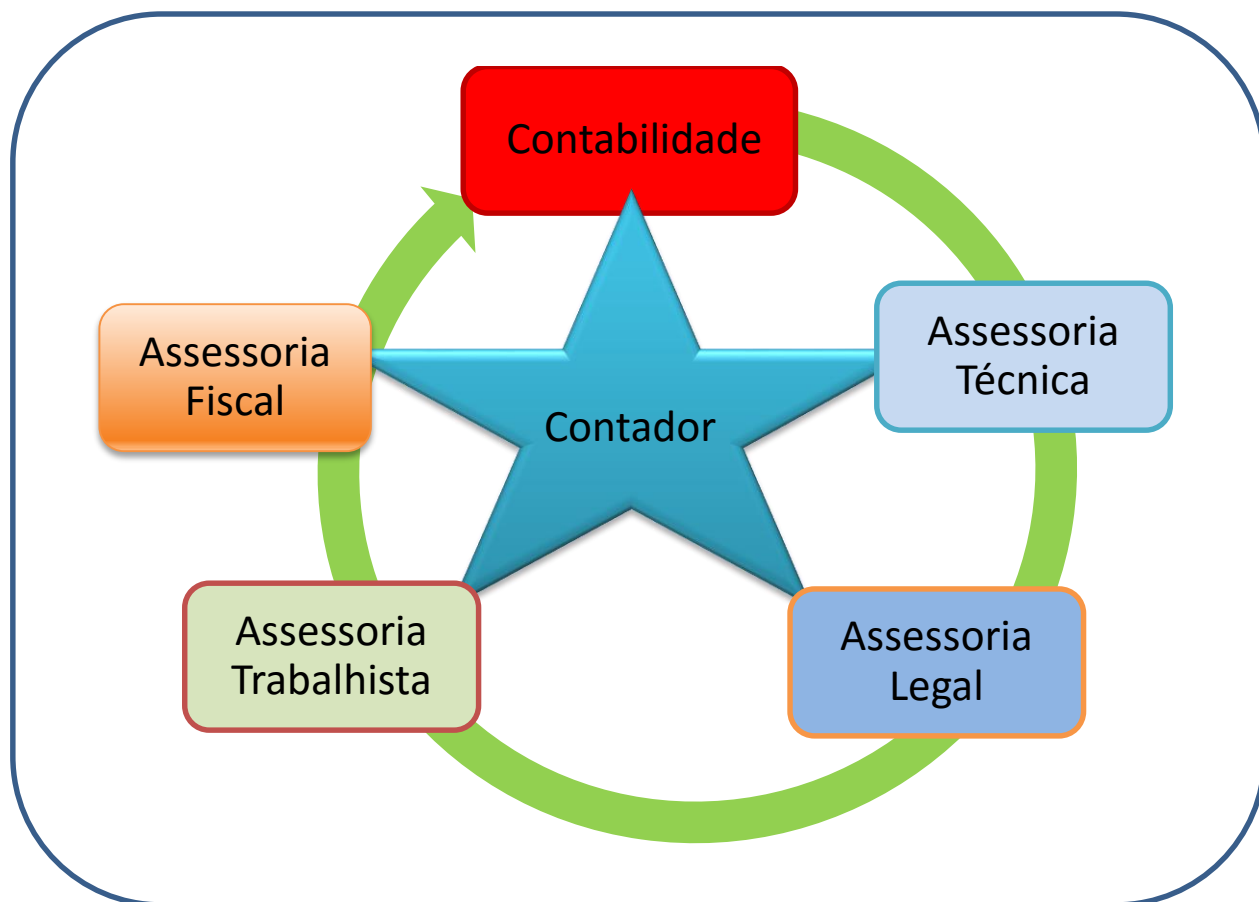 Contabilidade
Assessoria
Técnica
Assessoria
Fiscal
Contador
Assessoria
Legal
Assessoria
Trabalhista